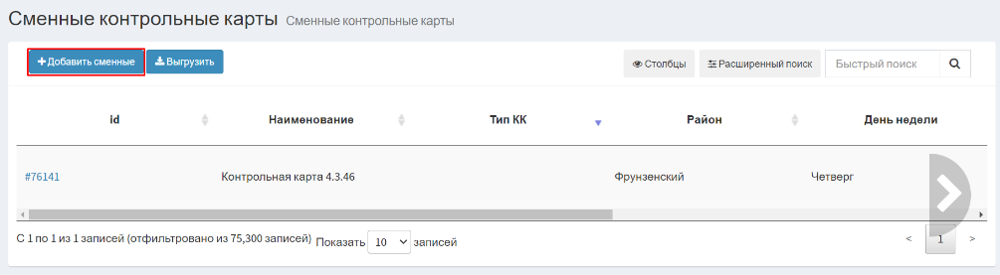 Сменные контрольные карты Сменные контрольные карты
Добавить сменные Выгрузить Столбцы Расширенный поиск Быстрый поиск
id Наименование Тип КК Район День недели
#76141 Контрольная карта 4.3.46 Фрунзенский Четверг
С 1 по 1 из 1 записей (отфильтровано из 75,300 записей) Показать 10 записей < 1 >